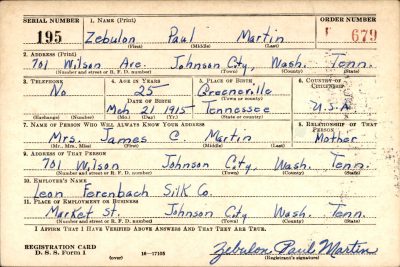 SERIAL NUMBER 1. NAME (Print) ORDER NUMBER
195 Zebulon Paul Martin 679
(First) (Middle) (Last)
2. ADDRESS (Print)
701 Wilson Ave. Johnson City, Wash. Tenn.
(Number and street or R. F. D. number) (Town) (County) (State)
3. TELEPHONE 4. AGE IN YEARS 5. PLACE OF BIRTH 6. COUNTRY OF CITIZENSHIP
No 25 Greeneville
(Town or county)
DATE OF BIRTH
May 21 1915 Tennessee U.S.A
(Exchange) (Number) (Mo.) (Day) (Yr.) (State or country)
7. NAME OF PERSON WHO WILL ALWAYS KNOW YOUR ADDRESS 8. RELATIONSHIP OF THAT PERSON
Mrs. James C. Martin Mother
(Mr., Mrs., Miss) (First) (Middle) (Last)
9. ADDRESS OF THAT PERSON
701 Wilson Johnson City Wash. Tenn.
(Number and street or R. F. D. number) (Town) (County) (State)
10. EMPLOYER'S NAME
Leon Ferenbach Silk Co.
11. PLACE OF EMPLOYMENT OR BUSINESS
Market St. Johnson City Wash. Tenn.
(Number and street or R. F. D. number) (Town) (County) (State)
I AFFIRM THAT I HAVE VERIFIED ABOVE ANSWERS AND THAT THEY ARE TRUE.
REGISTRATION CARD
D. S. S. Form 1 (over) 16—17105 Zebulon Paul Martin
(Registrant's signature)